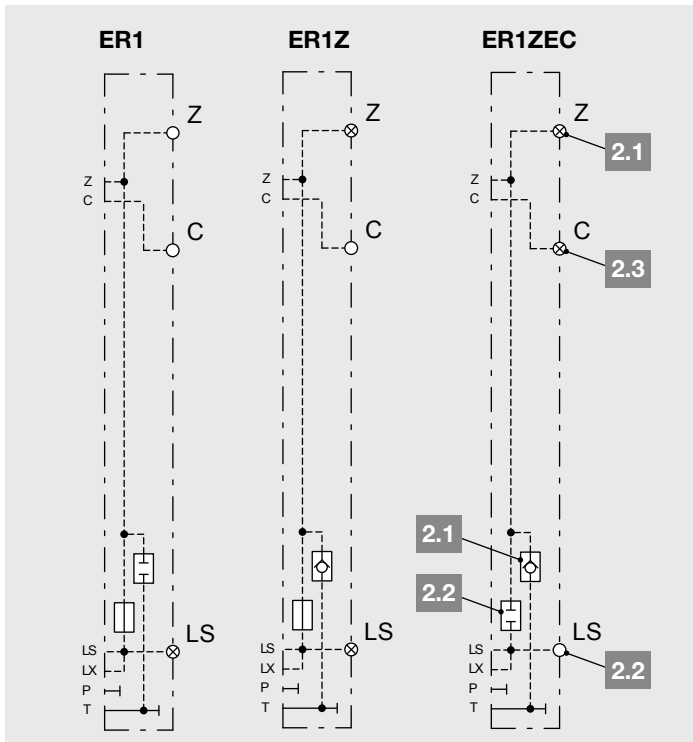 ER1 ER1Z ER1ZEC
Z Z Z
2.1
Z Z Z
C C C
C C C
2.3
2.1
2.2
LS LS LS
LS LS LS
2.2
LX LX LX
P P P
T T T